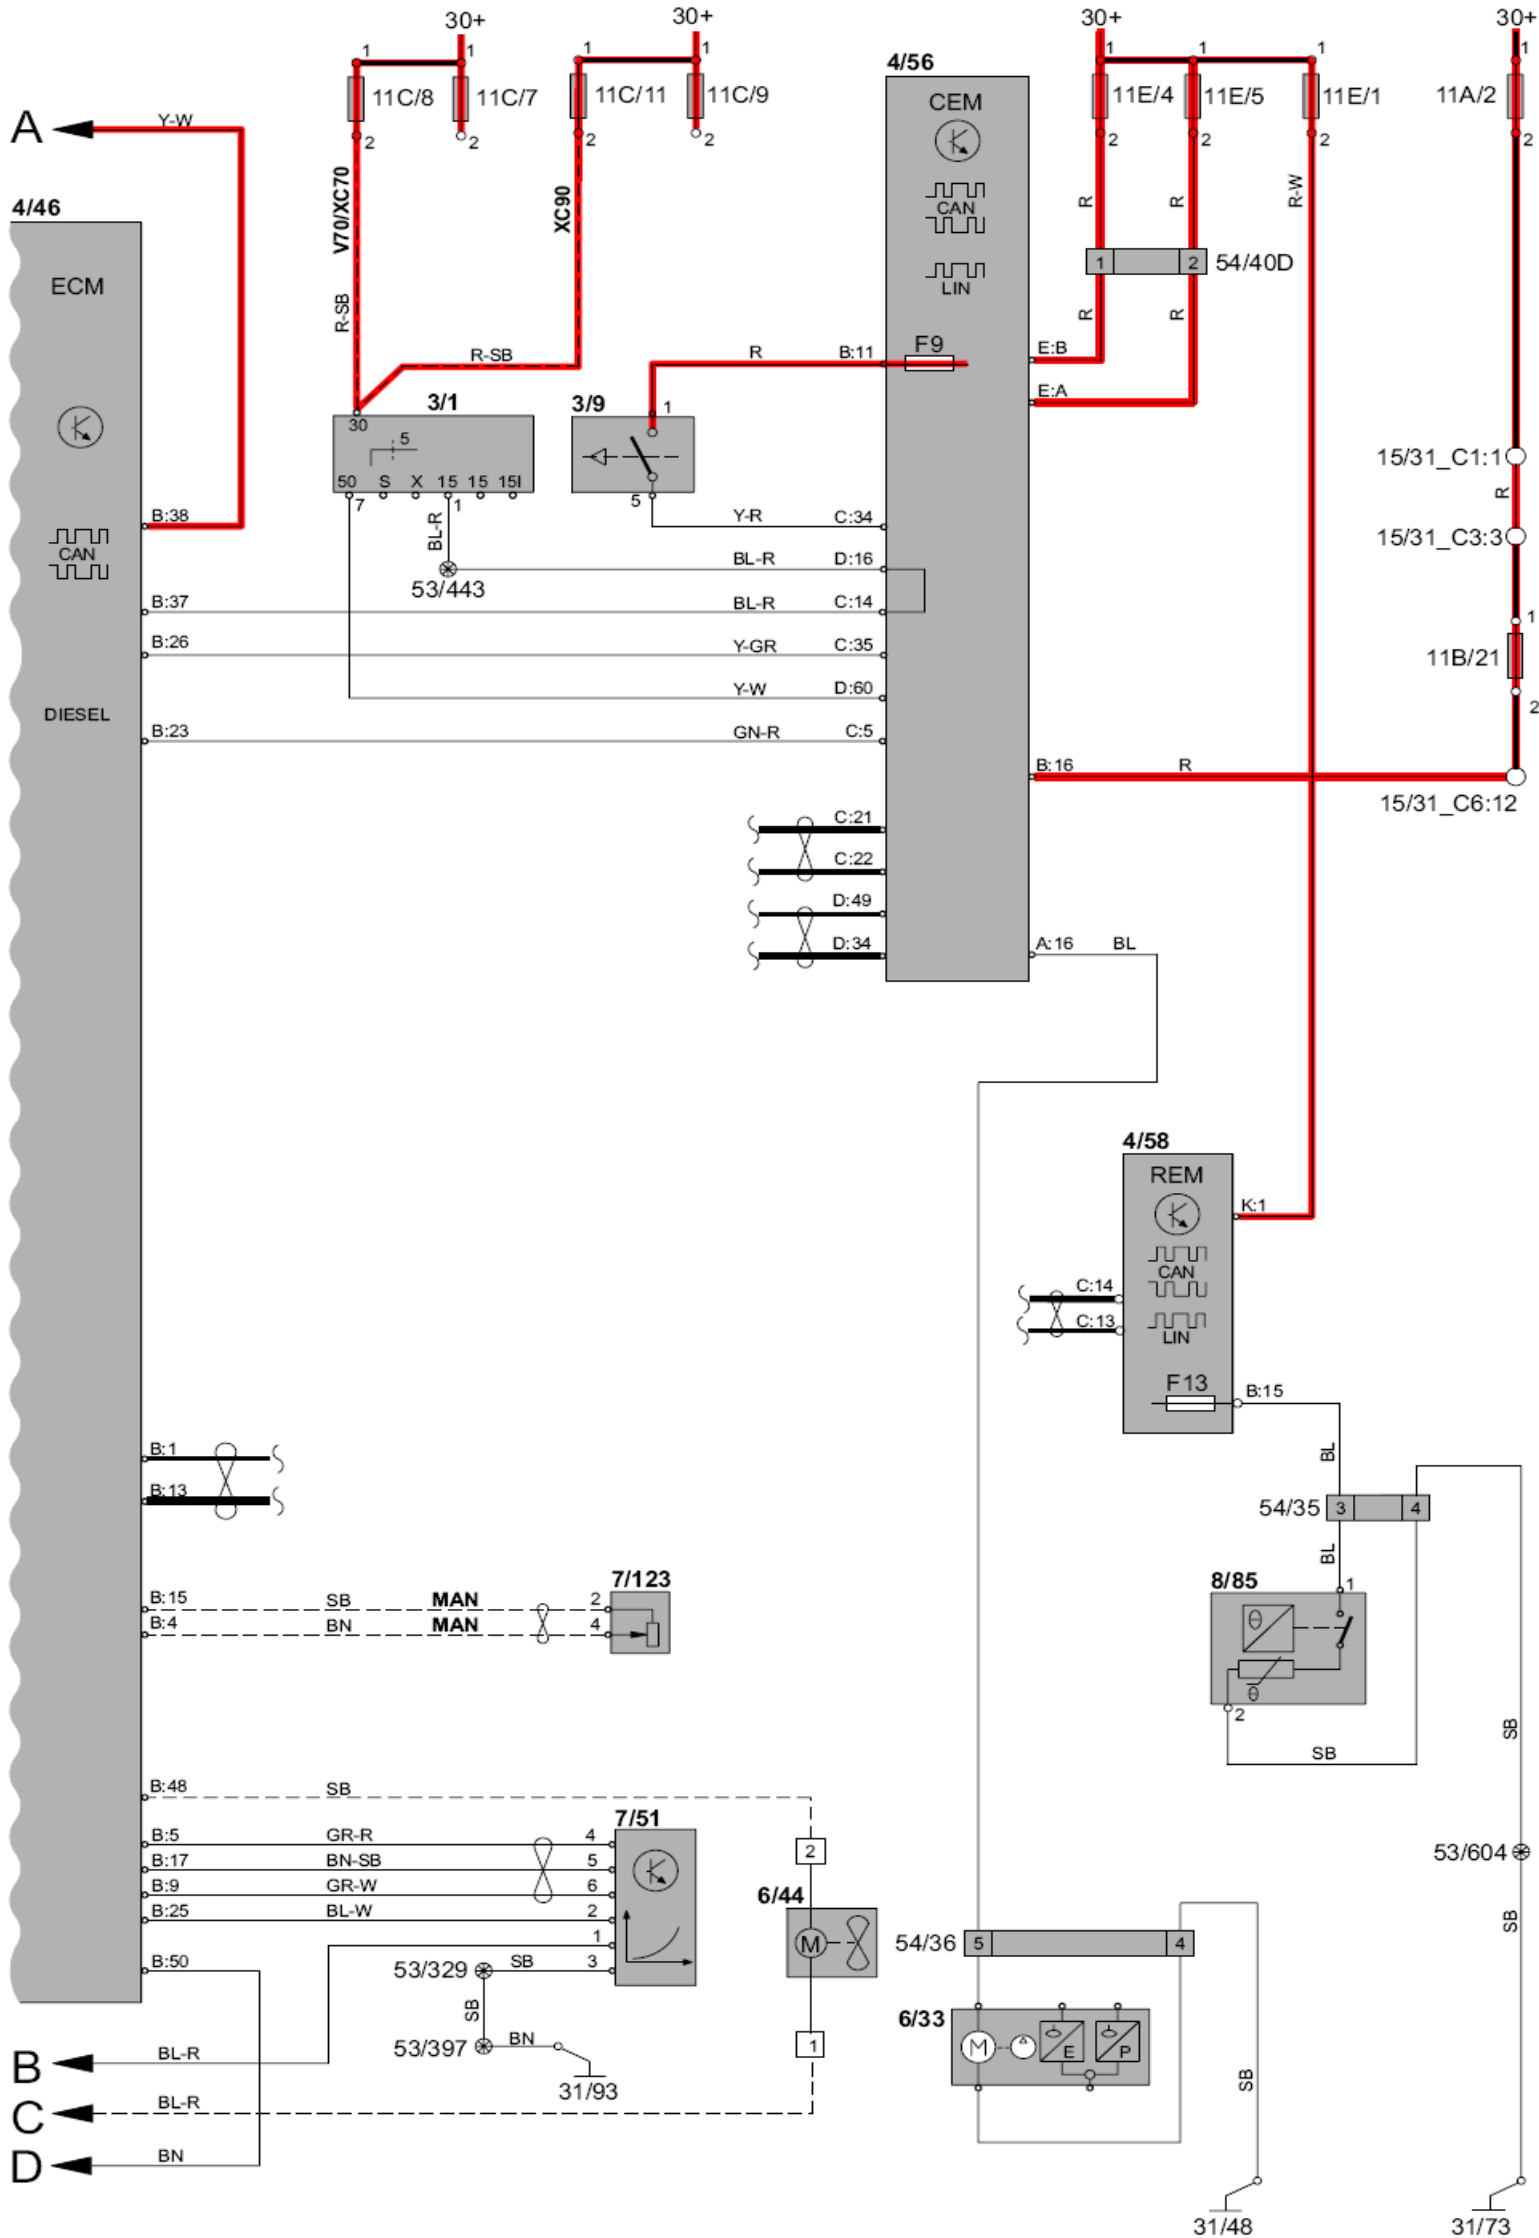 30+ 30+ 30+ 30+
1 1 1 1 1 1 1 1
4/56
11C/8 11C/7 11C/11 11C/9 CEM 11E/4 11E/5 11E/1 11A/2
A Y-W
2 2 2 2 2 2 2 2
4/46 V70/XC70 XC90 CAN R R R-W
ECM LIN 1 2 54/40D
R-SB R R
R-SB R B:11 F9 E:B
E:A
3/1 3/9 1
30
5
50 S X 15 15 15I
7 1 5
15/31_C1:1
R
B:38 BL-R Y-R C:34
15/31_C3:3
CAN BL-R D:16
53/443
B:37 BL-R C:14
1
B:26 Y-GR C:35
11B/21
Y-W D:60
2
DIESEL
B:23 GN-R C:5
B:16 R
15/31_C6:12
C:21
C:22
D:49
D:34 A:16 BL
4/58
REM
K:1
CAN
C:14
C:13
LIN
F13
B:15
BL
B:1
B:13
54/35 3 4
BL
7/123 8/85 1
B:15 SB MAN 2
B:4 BN MAN 4
θ
θ
2
SB
SB
B:48 SB
7/51
B:5 GR-R 4
2
53/604
B:17 BN-SB 5
B:9 GR-W 6
6/44
B:25 BL-W 2
SB
1
M
54/36 5 4
B:50 53/329 SB 3
SB
6/33
53/397 BN
1
M E P
B BL-R
31/93
SB
C BL-R
D BN
31/48 31/73